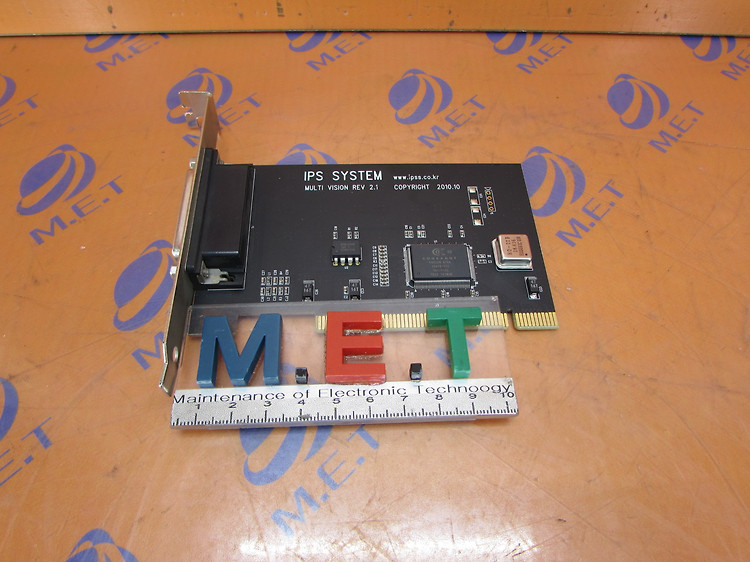 IPS SYSTEM www.ipss.co.kr
MULTI VISION REV 2.1 COPYRIGHT 2010.10
M.E.T
Maintenance of Electronic Technoogy
1 2 3 4 5 6 7 8 9 10
M.E.T
M.E.T
M.E.T
M.E.T
M.E.T
M.E.T
M.E.T
M.E.T